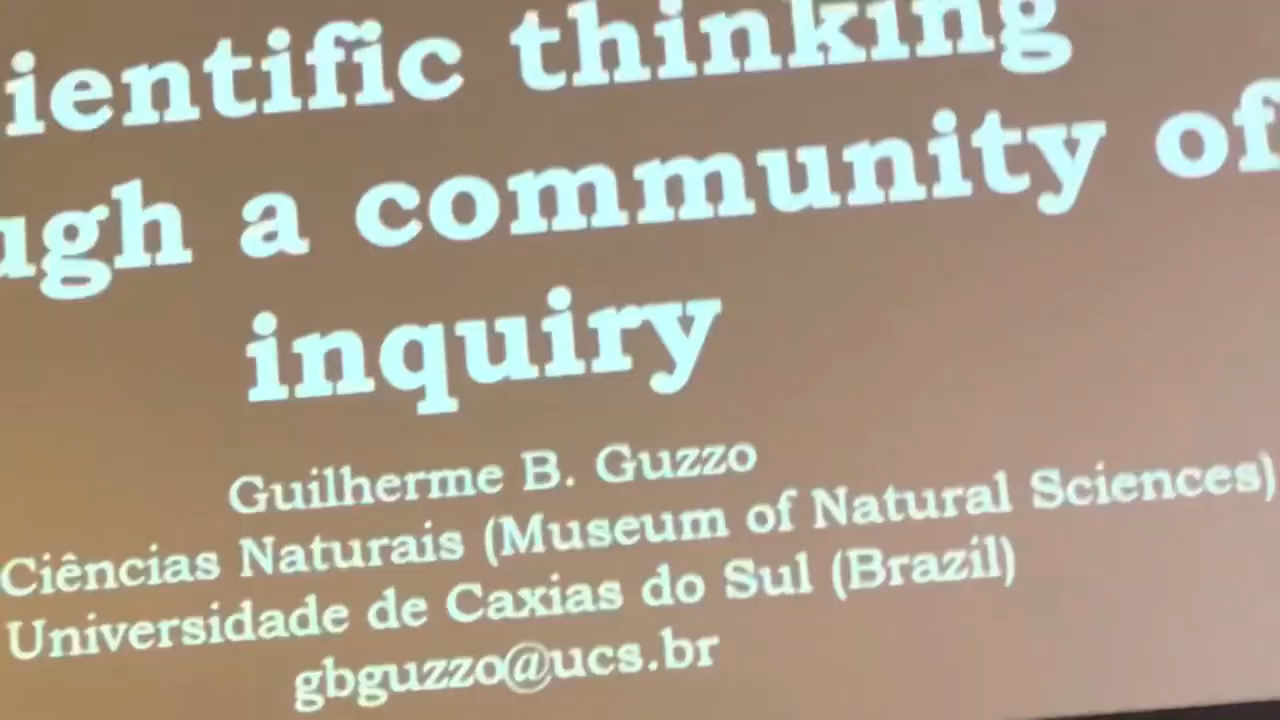 ientific thinking
ugh a community of
inquiry
Guilherme B. Guzzo
Ciências Naturais (Museum of Natural Sciences)
Universidade de Caxias do Sul (Brazil)
gbguzzo@ucs.br